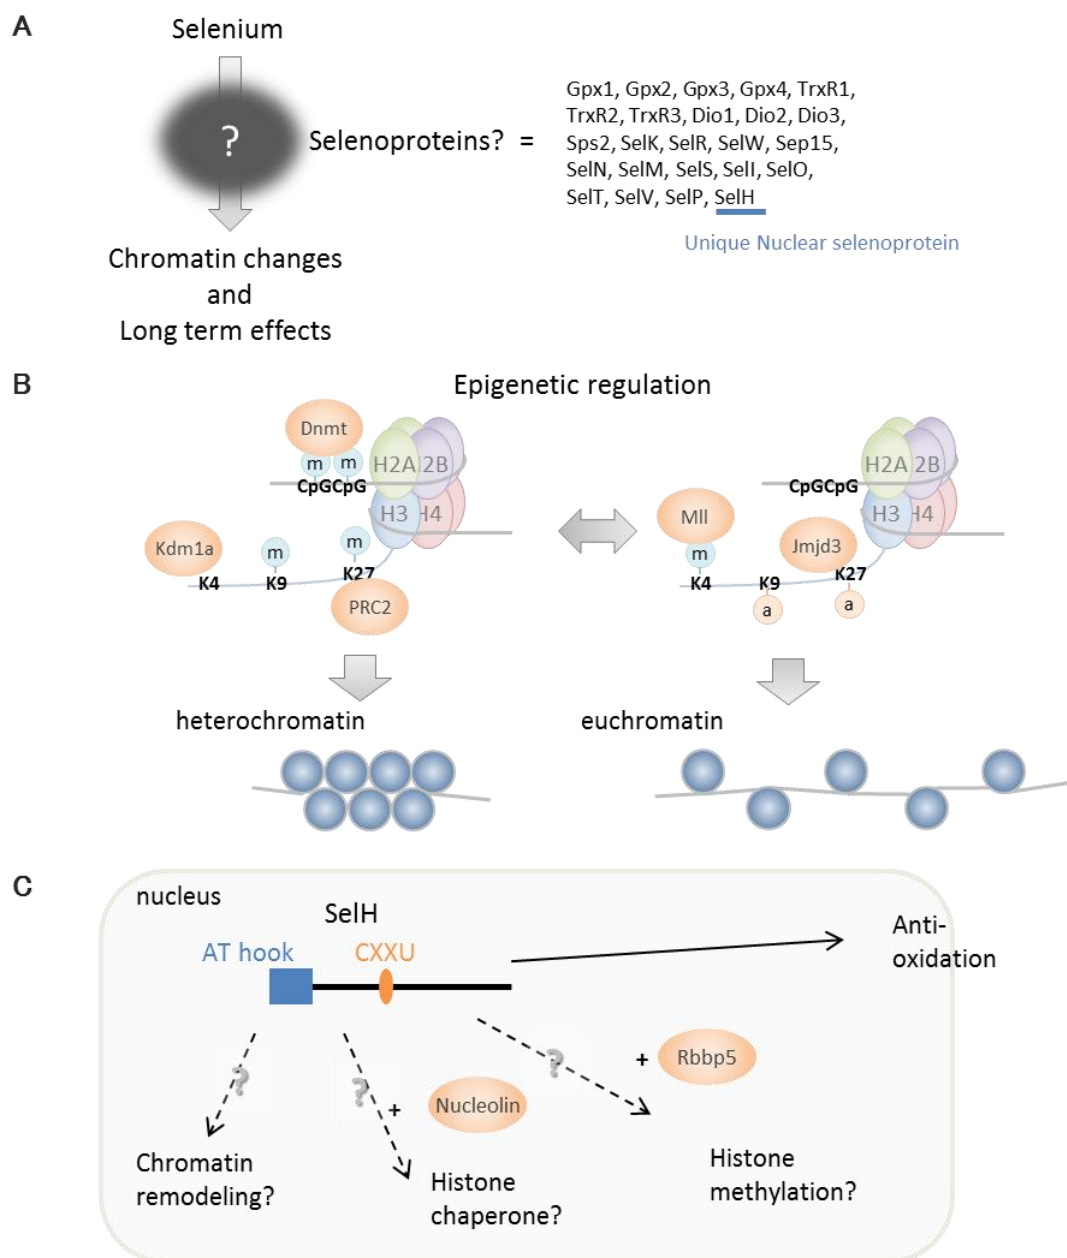 A
Selenium
?
Selenoproteins? =
Gpx1, Gpx2, Gpx3, Gpx4, TrxR1,
TrxR2, TrxR3, Dio1, Dio2, Dio3,
Sps2, SelK, SelR, SelW, Sep15,
SelN, SelM, SelS, SelI, SelO,
SelT, SelV, SelP, SelH
Unique Nuclear selenoprotein
Chromatin changes
and
Long term effects
B
Epigenetic regulation
Dnmt
m m
H2A 2B
CpGCpG
H3 H4
Kdm1a
m
m
K4 K9 K27
PRC2
H2A 2B
CpGCpG
H3 H4
Mll
Jmjd3
m
K4 K9 K27
a
a
heterochromatin
euchromatin
C
nucleus
SelH
AT hook
CXXU
Anti-
oxidation
?
?
+
Nucleolin
?
+
Rbbp5
Chromatin
remodeling?
Histone
chaperone?
Histone
methylation?